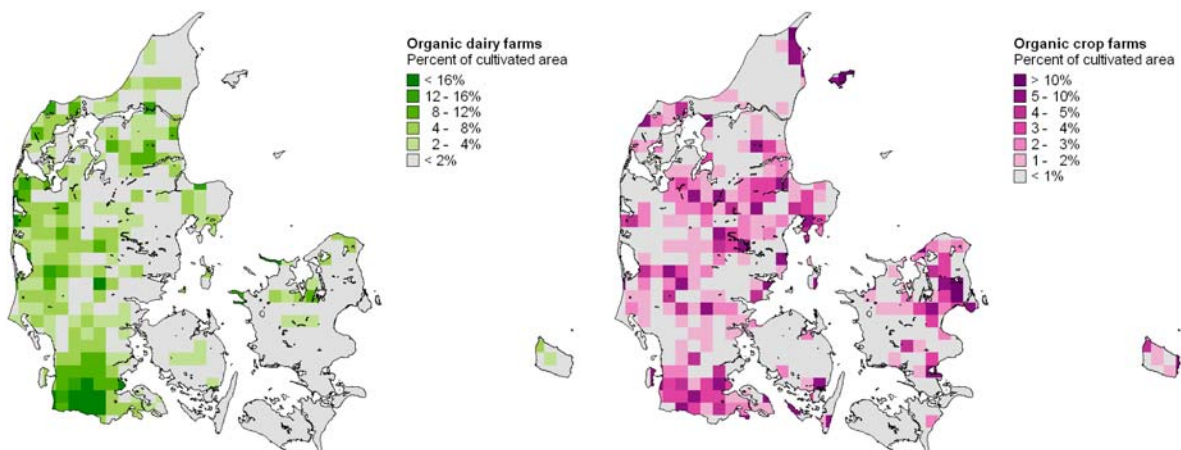 Organic dairy farms
Percent of cultivated area
< 16%
12 - 16%
8 - 12%
4 - 8%
2 - 4%
< 2%
Organic crop farms
Percent of cultivated area
> 10%
5 - 10%
4 - 5%
3 - 4%
2 - 3%
1 - 2%
< 1%